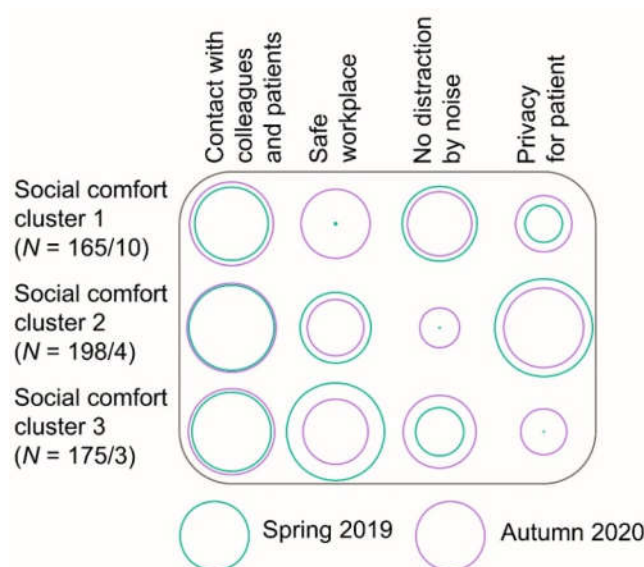 Contact with
colleagues
and patients
Safe
workplace
No distraction
by noise
Privacy
for patient
Social comfort
cluster 1
(N = 165/10)
Social comfort
cluster 2
(N = 198/4)
Social comfort
cluster 3
(N = 175/3)
Spring 2019
Autumn 2020